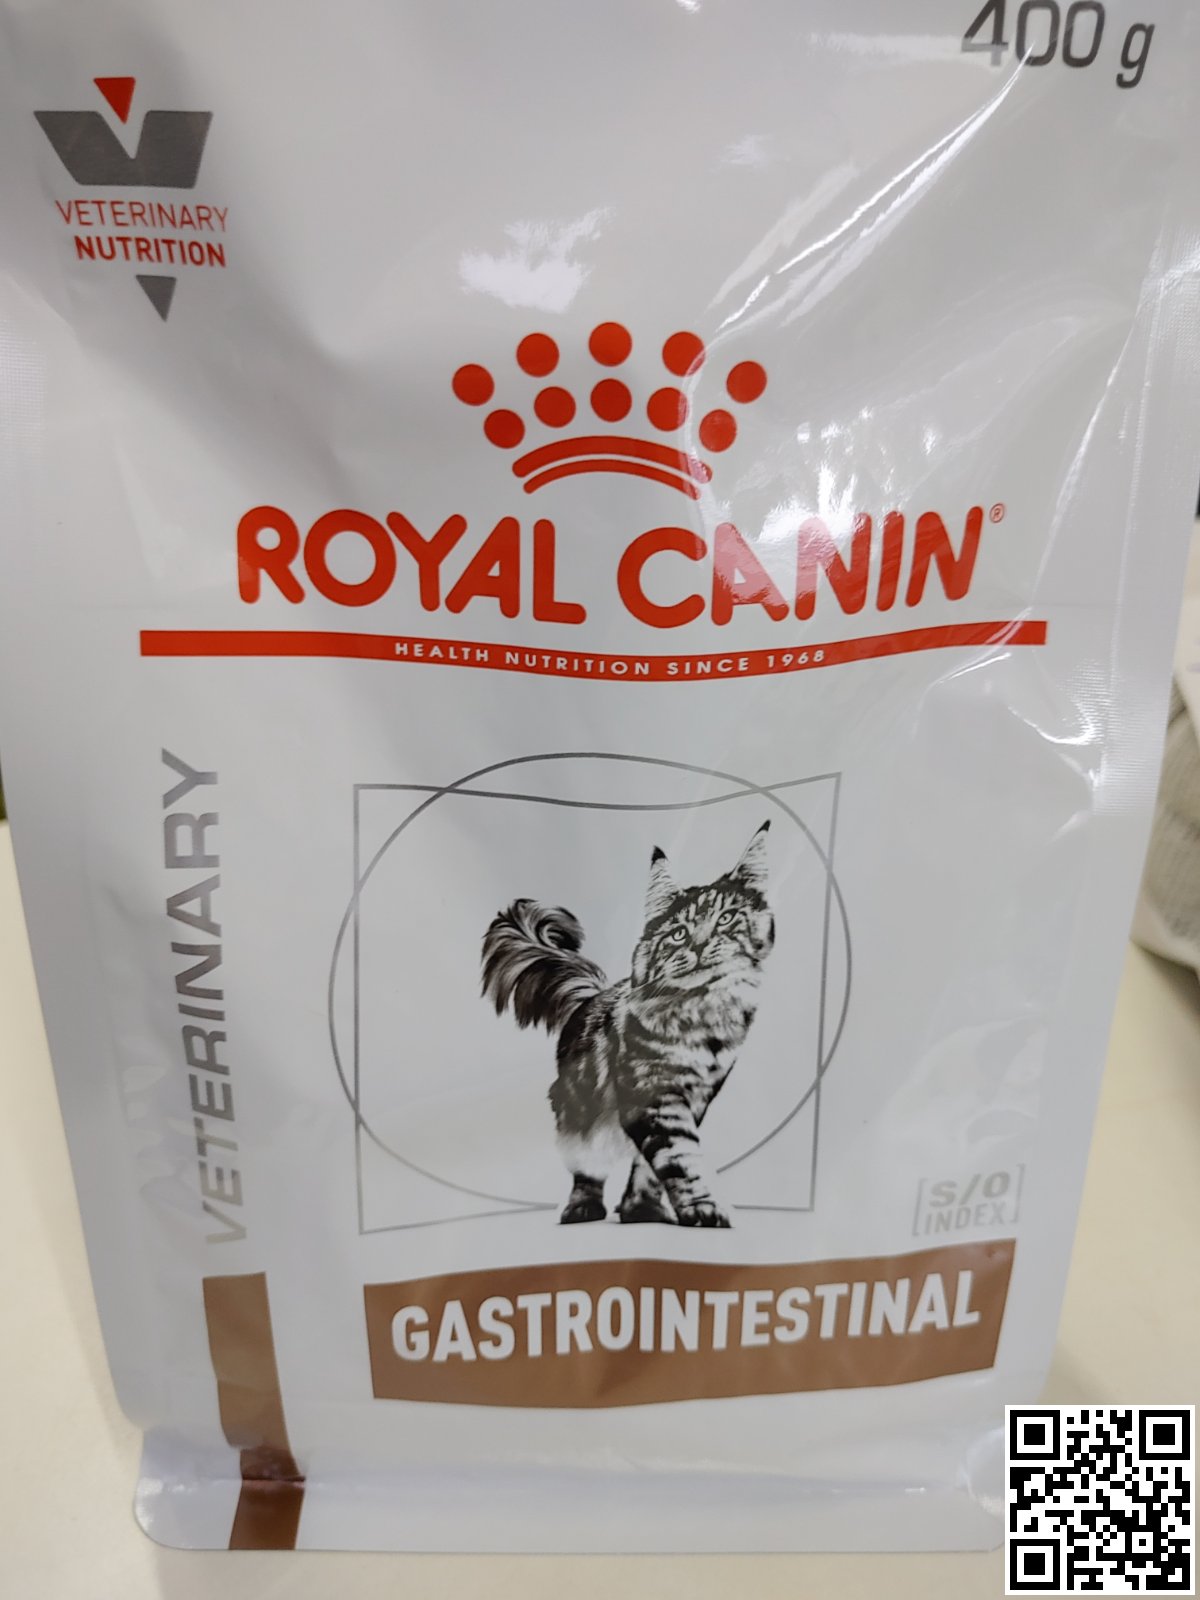 400 g
VETERINARY
NUTRITION
ROYAL CANIN®
HEALTH NUTRITION SINCE 1968
VETERINARY
S/O
INDEX
GASTROINTESTINAL